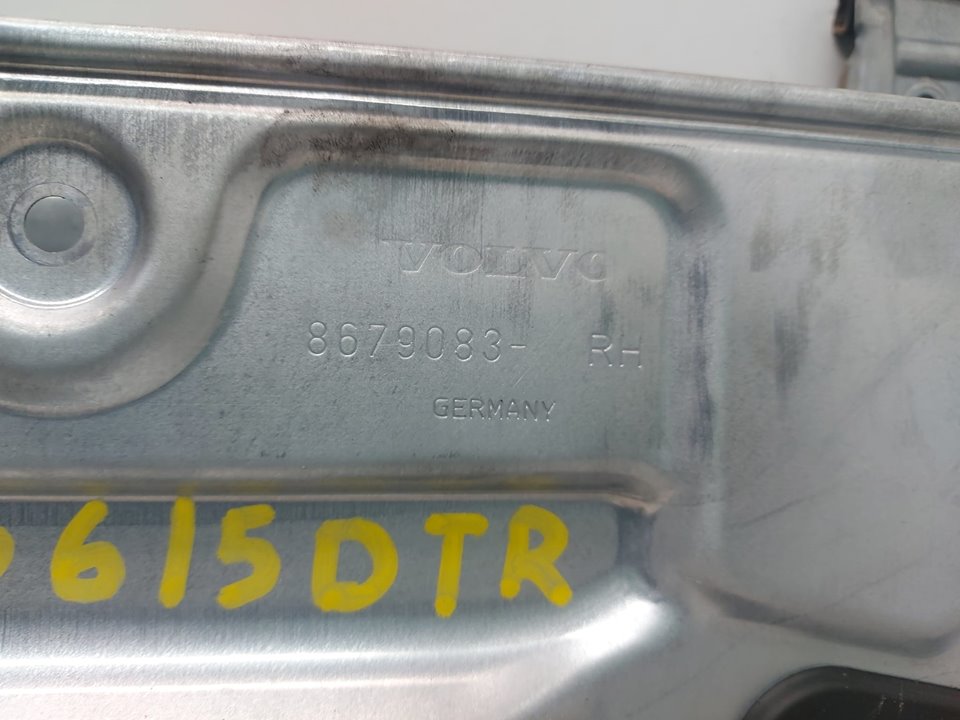 VOLVO
8679083- RH
GERMANY
615DTR